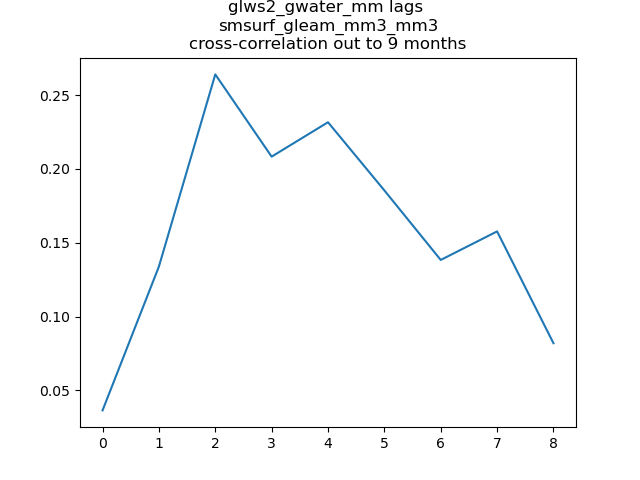 glws2_gwater_mm lags
smsurf_gleam_mm3_mm3
cross-correlation out to 9 months
0.25
0.20
0.15
0.10
0.05
0 1 2 3 4 5 6 7 8